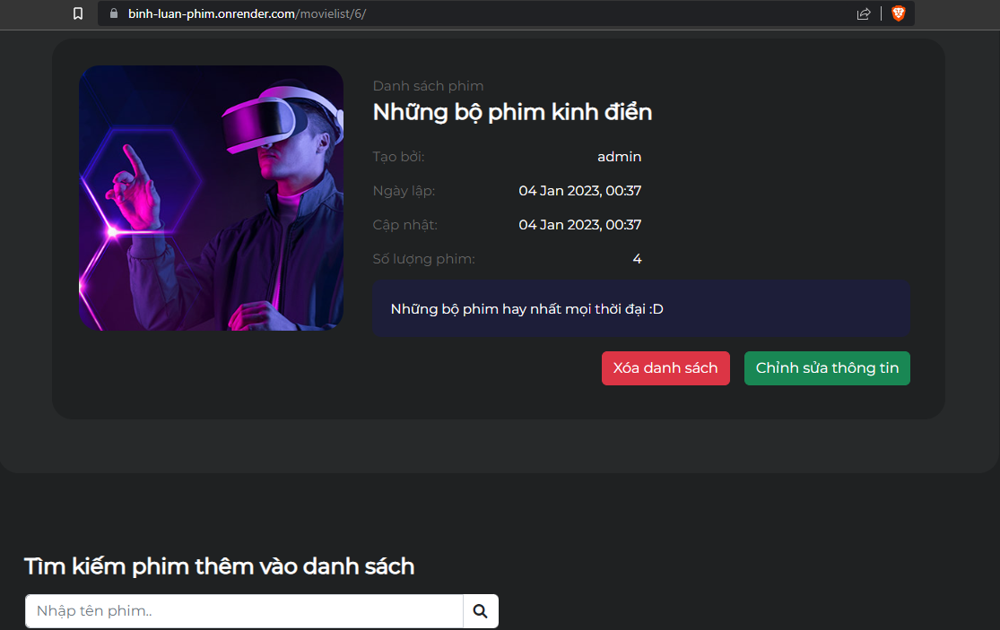 binh-luan-phim.onrender.com/movielist/6/
Danh sách phim
Những bộ phim kinh điển
Tạo bởi: admin
Ngày lập: 04 Jan 2023, 00:37
Cập nhật: 04 Jan 2023, 00:37
Số lượng phim: 4
Những bộ phim hay nhất mọi thời đại :D
Xóa danh sách Chỉnh sửa thông tin
Tìm kiếm phim thêm vào danh sách
Nhập tên phim..